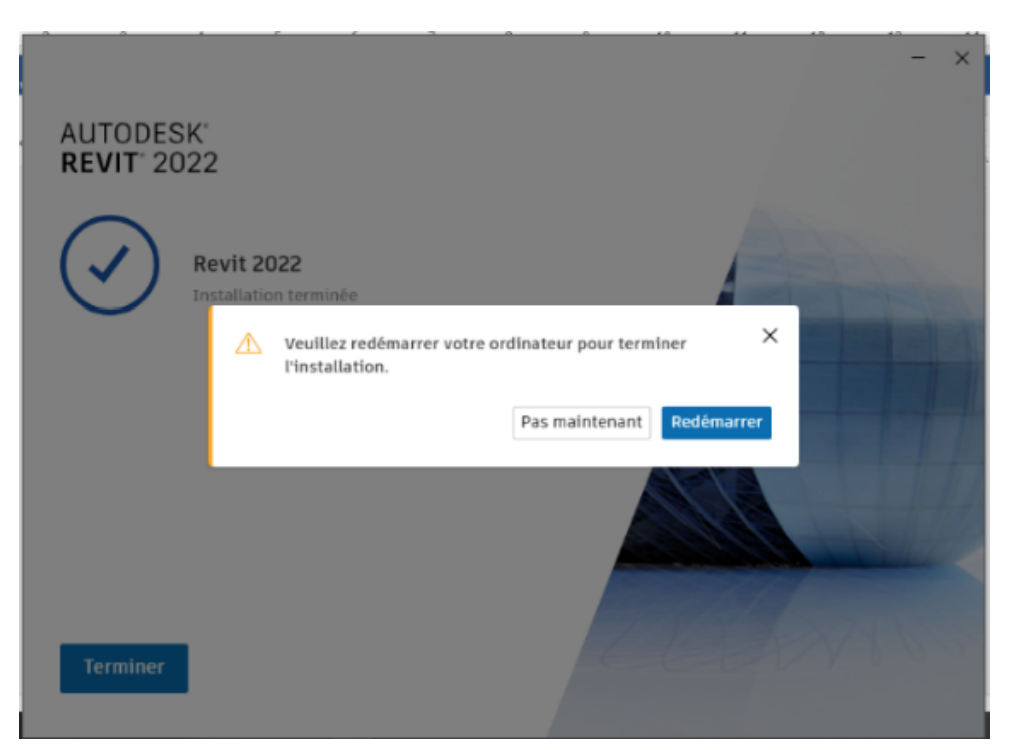 AUTODESK®
REVIT® 2022
Revit 2022
Installation terminée
Veuillez redémarrer votre ordinateur pour terminer
l'installation.
Pas maintenant
Redémarrer
Terminer